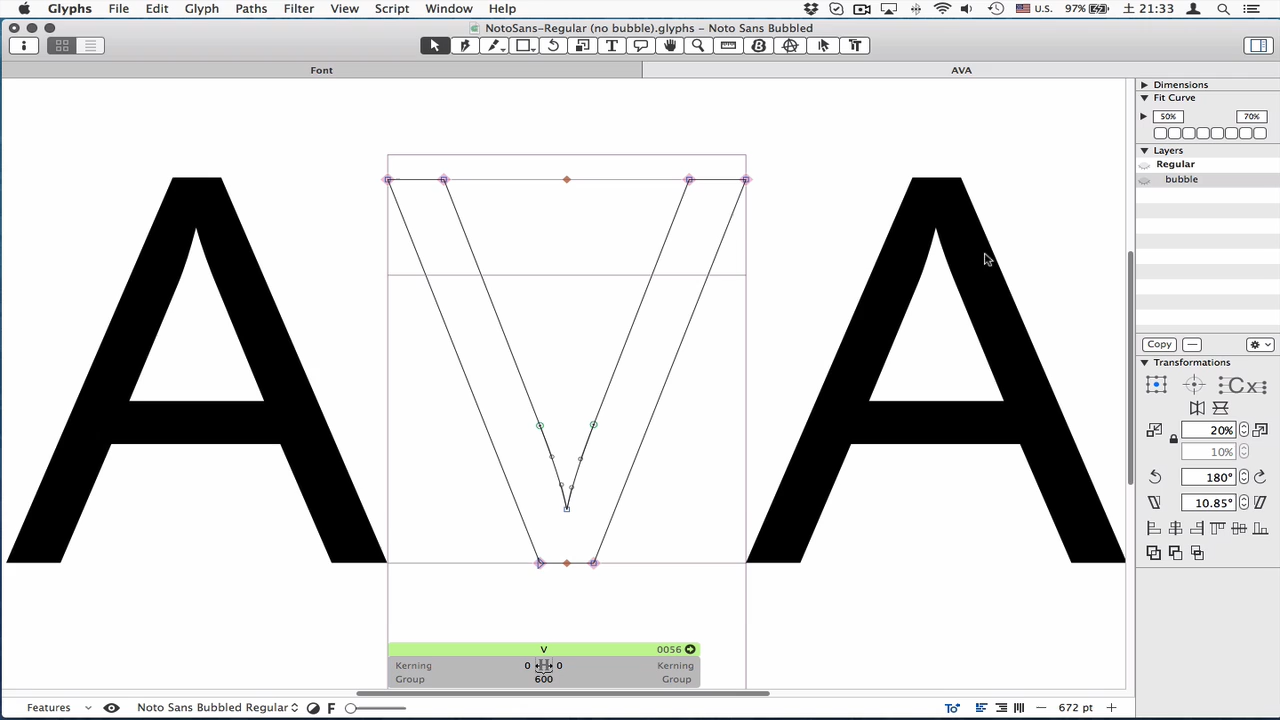 Glyphs File Edit Glyph Paths Filter View Script Window Help U.S. 97% 21:33
NotoSans-Regular (no bubble).glyphs – Noto Sans Bubbled
Font AVA
AVA
Dimensions
Fit Curve
50% 70%
Layers
Regular
bubble
Copy
Transformations
Cx
20%
10%
180°
10.85°
V 0056
Kerning 0 H 0 Kerning
Group 600 Group
Features Noto Sans Bubbled Regular F 672 pt